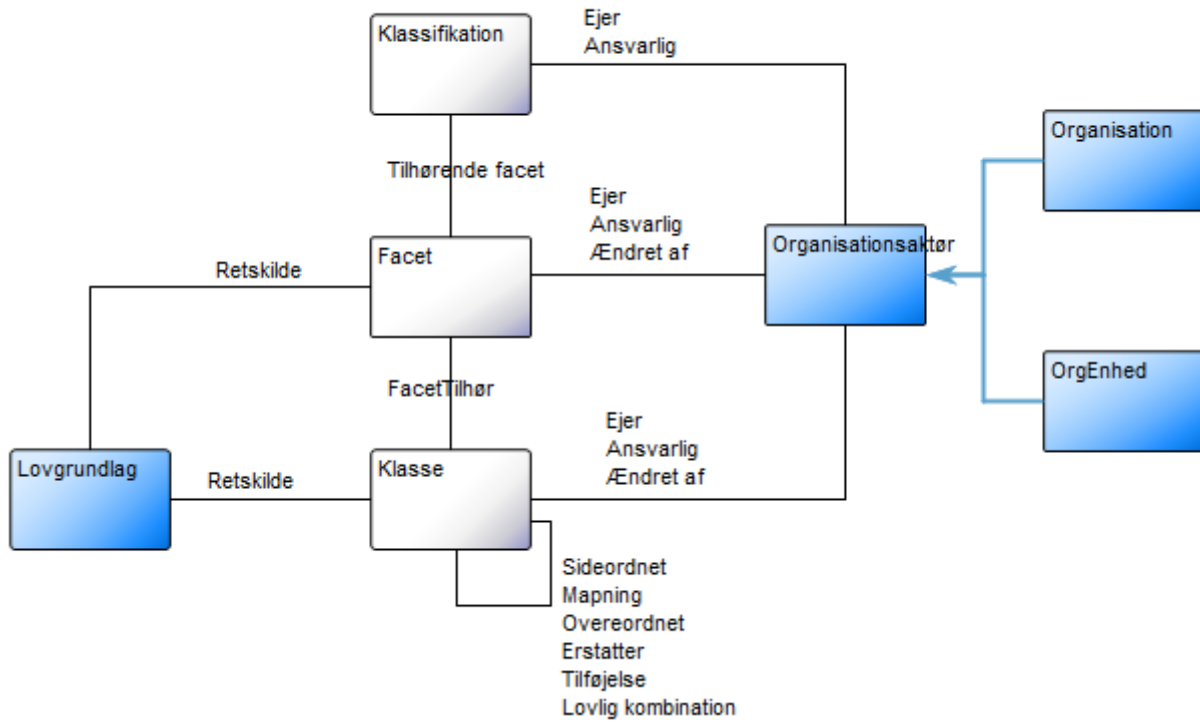 Klassifikation
Ejer
Ansvarlig
Organisation
Tilhørende facet
Ejer
Ansvarlig
Ændret af
Organisationsaktør
Facet
Retskilde
OrgEnhed
FacetTilhør
Ejer
Ansvarlig
Ændret af
Lovgrundlag
Retskilde
Klasse
Sideordnet
Mapning
Overeordnet
Erstatter
Tilføjelse
Lovlig kombination